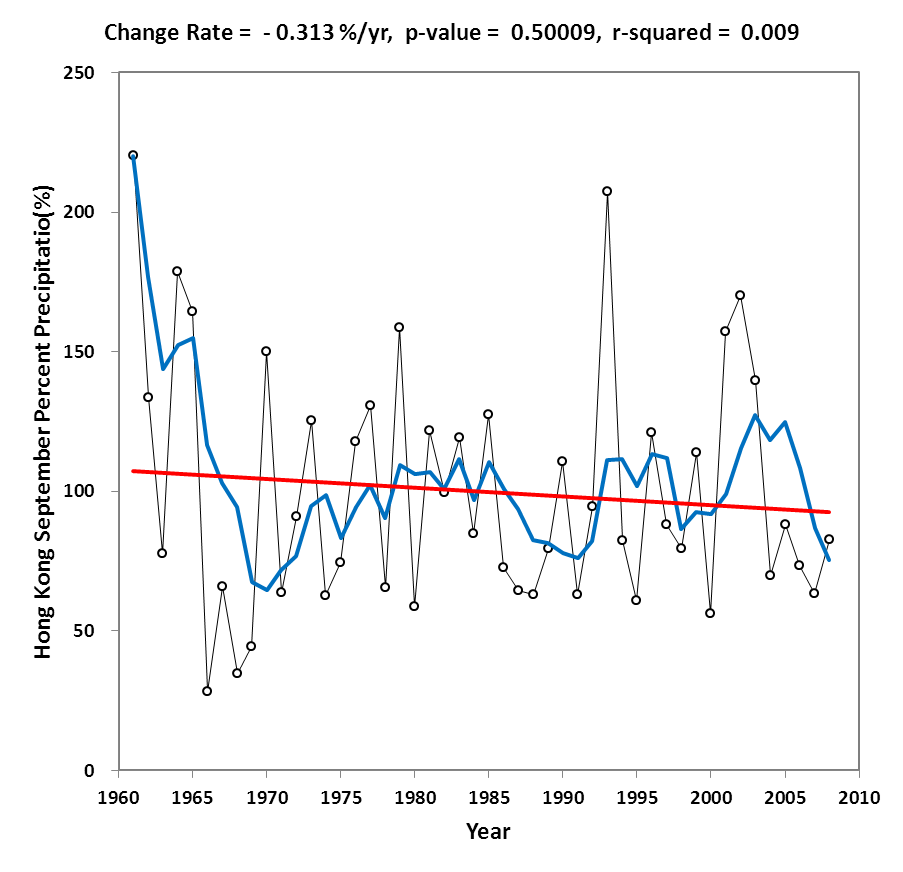 Change Rate = - 0.313 %/yr, p-value = 0.50009, r-squared = 0.009
250
200
150
100
50
0
Hong Kong September Percent Precipitatio(%)
1960 1965 1970 1975 1980 1985 1990 1995 2000 2005 2010
Year